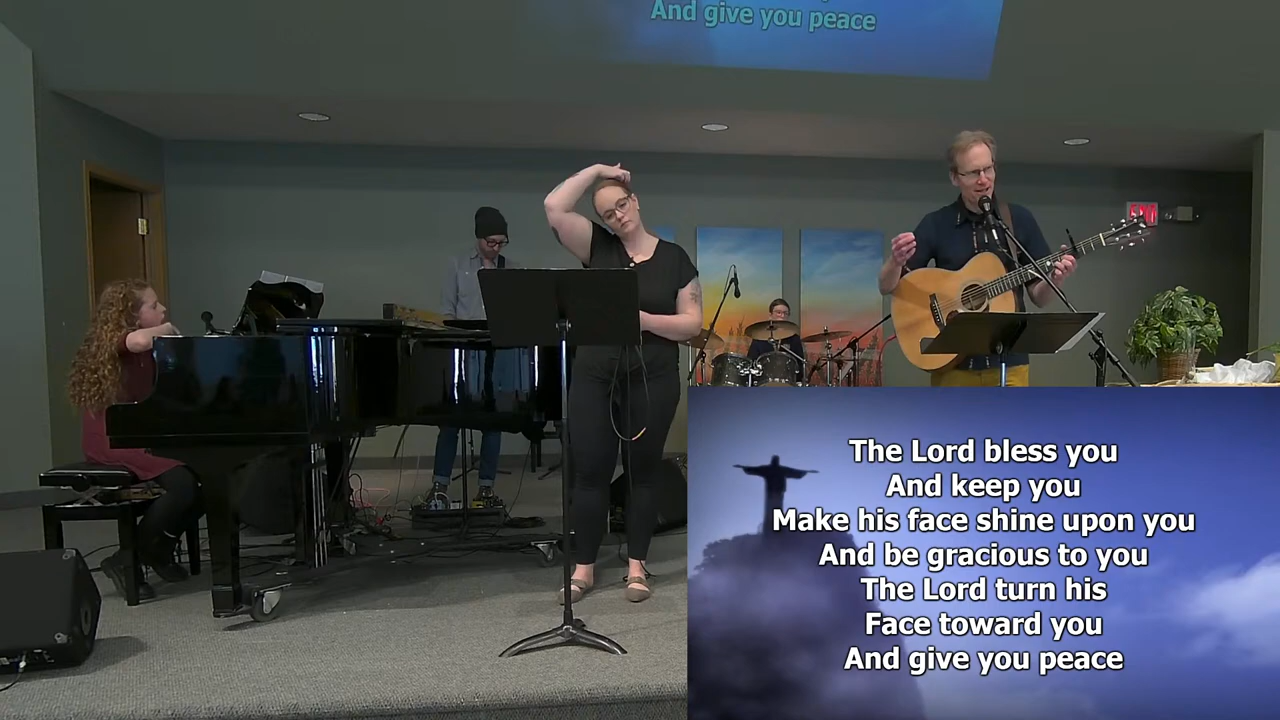 And give you peace
EXIT
The Lord bless you
And keep you
Make his face shine upon you
And be gracious to you
The Lord turn his
Face toward you
And give you peace